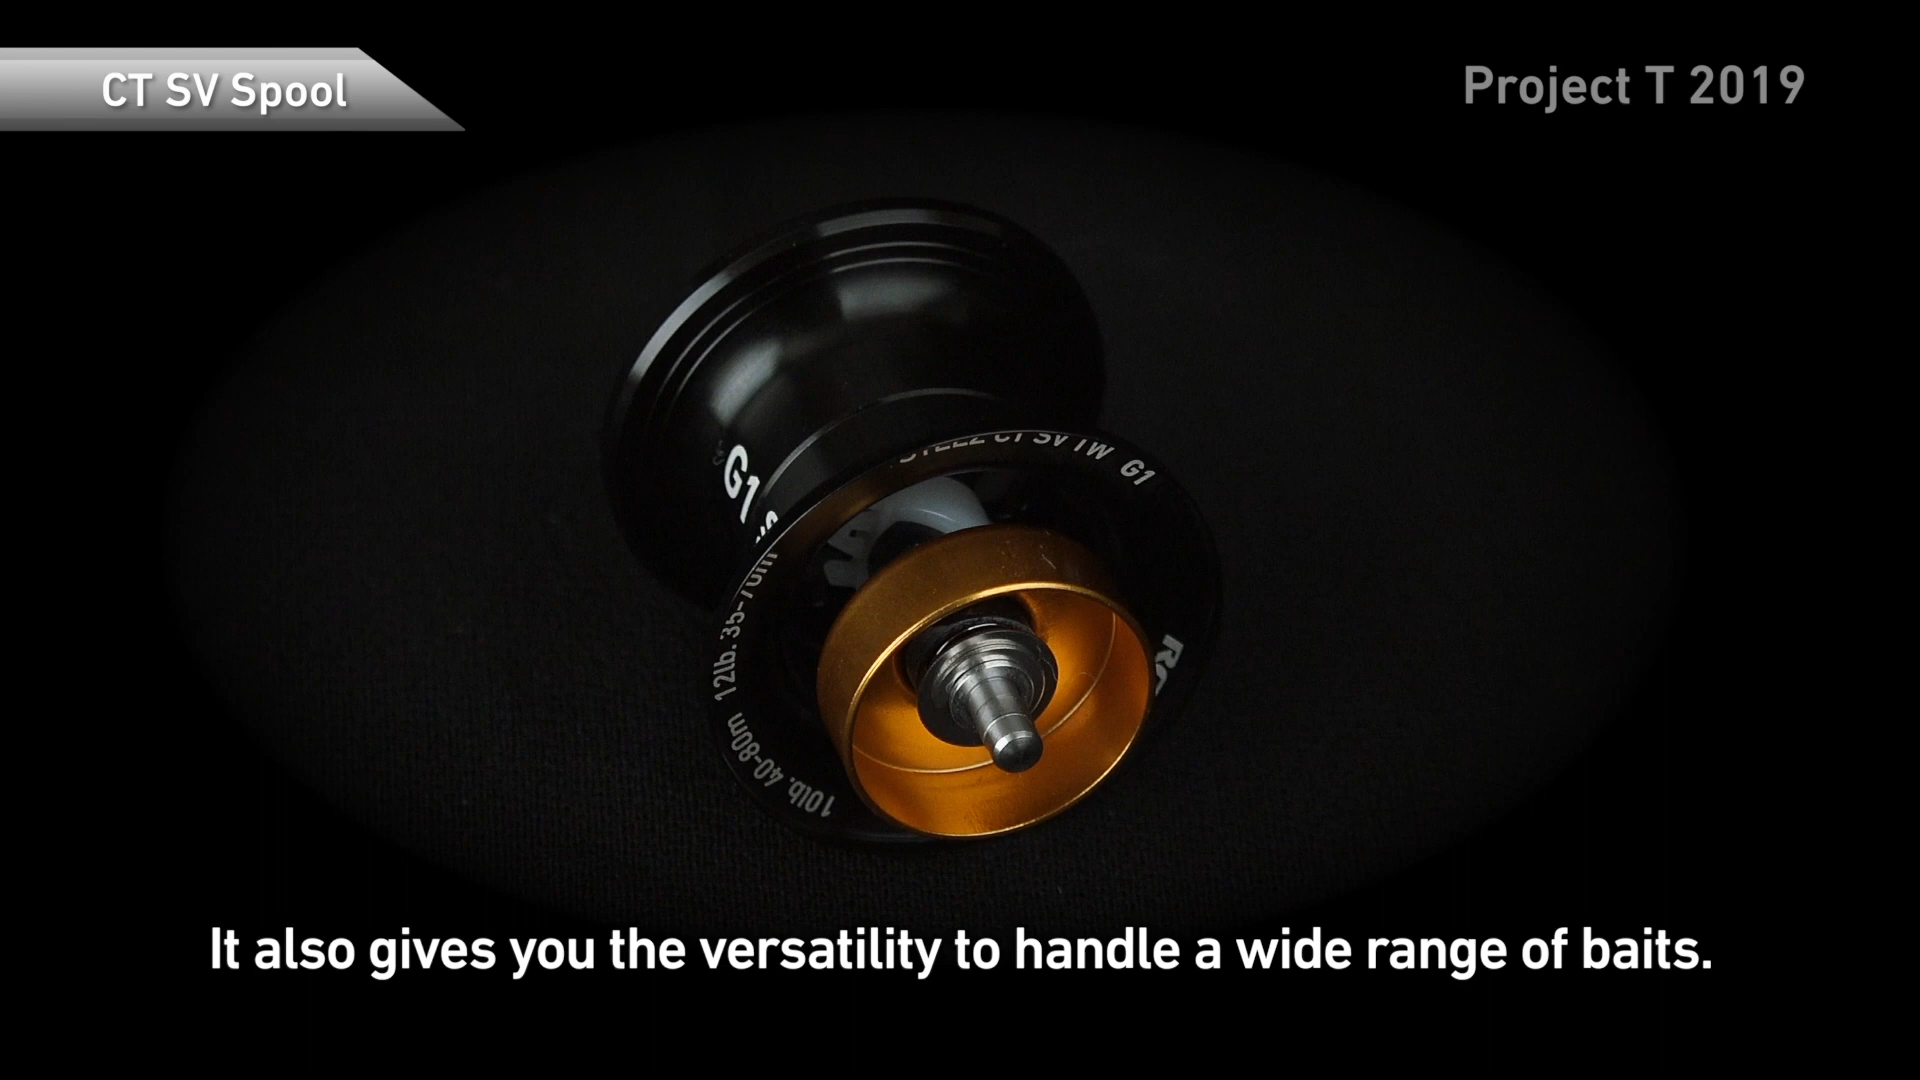 CT SV Spool
Project T 2019
CT SV TW G1
G1
12lb. 35-70m
10lb. 40-80m
It also gives you the versatility to handle a wide range of baits.